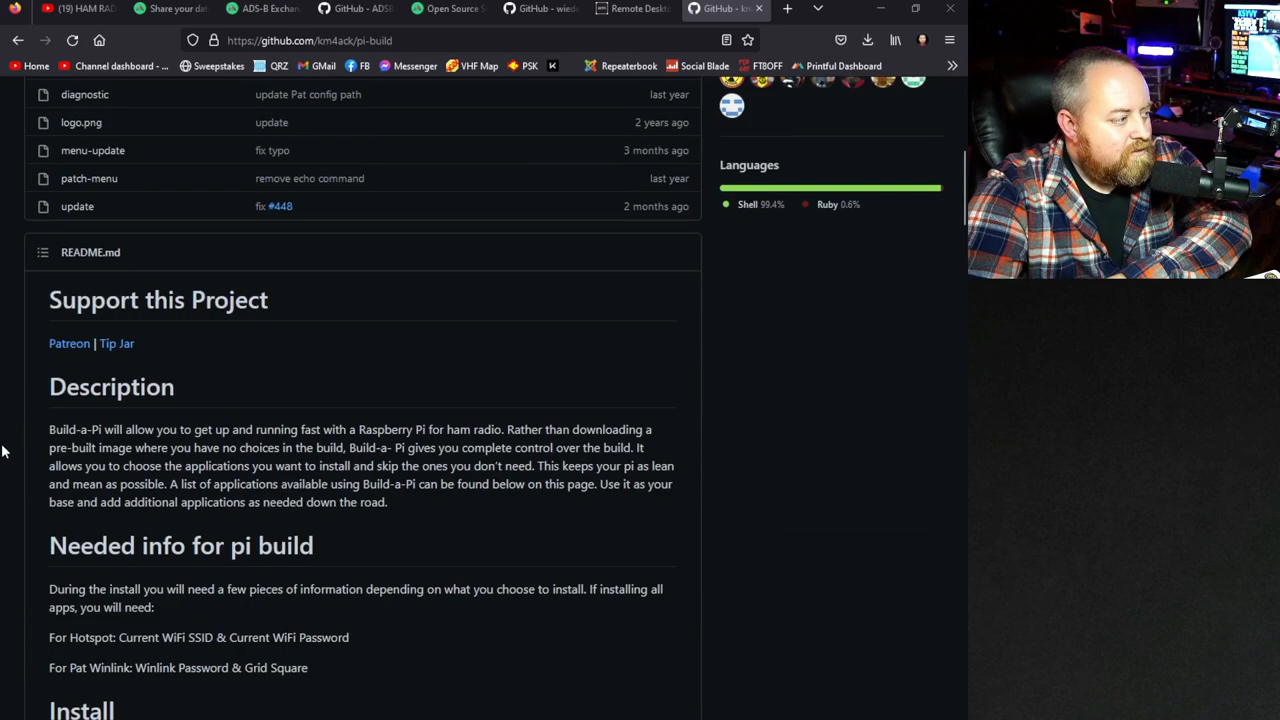 (19) HAM RAD
Share your dat
ADS-B Exchan
GitHub - ADSB
Open Source S
GitHub - wiede
Remote Deskto
GitHub - km
https://github.com/km4ack/pi-build
Home
Channel dashboard - ...
Sweepstakes
QRZ
GMail
FB
Messenger
HF Map
PSK
K
Repeaterbook
Social Blade
FT8OFF
Printful Dashboard
diagnostic update Pat config path last year
logo.png update 2 years ago
menu-update fix typo 3 months ago
patch-menu remove echo command last year
update fix #448 2 months ago
Languages
Shell 99.4% Ruby 0.6%
README.md
Support this Project
Patreon | Tip Jar
Description
Build-a-Pi will allow you to get up and running fast with a Raspberry Pi for ham radio. Rather than downloading a
pre-built image where you have no choices in the build, Build-a- Pi gives you complete control over the build. It
allows you to choose the applications you want to install and skip the ones you don't need. This keeps your pi as lean
and mean as possible. A list of applications available using Build-a-Pi can be found below on this page. Use it as your
base and add additional applications as needed down the road.
Needed info for pi build
During the install you will need a few pieces of information depending on what you choose to install. If installing all
apps, you will need:
For Hotspot: Current WiFi SSID & Current WiFi Password
For Pat Winlink: Winlink Password & Grid Square
Install